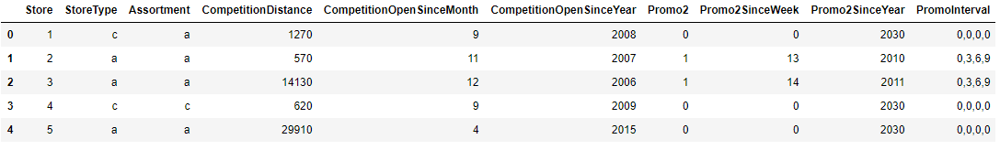 Store StoreType Assortment CompetitionDistance CompetitionOpenSinceMonth CompetitionOpenSinceYear Promo2 Promo2SinceWeek Promo2SinceYear PromoInterval
0 1 c a 1270 9 2008 0 0 2030 0,0,0,0
1 2 a a 570 11 2007 1 13 2010 0,3,6,9
2 3 a a 14130 12 2006 1 14 2011 0,3,6,9
3 4 c c 620 9 2009 0 0 2030 0,0,0,0
4 5 a a 29910 4 2015 0 0 2030 0,0,0,0